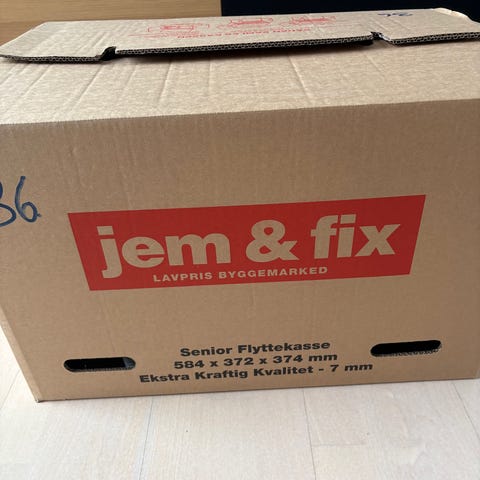 36
jem & fix
LAVPRIS BYGGEMARKED
Senior Flyttekasse
584 x 372 x 374 mm
Ekstra Kraftig Kvalitet - 7 mm